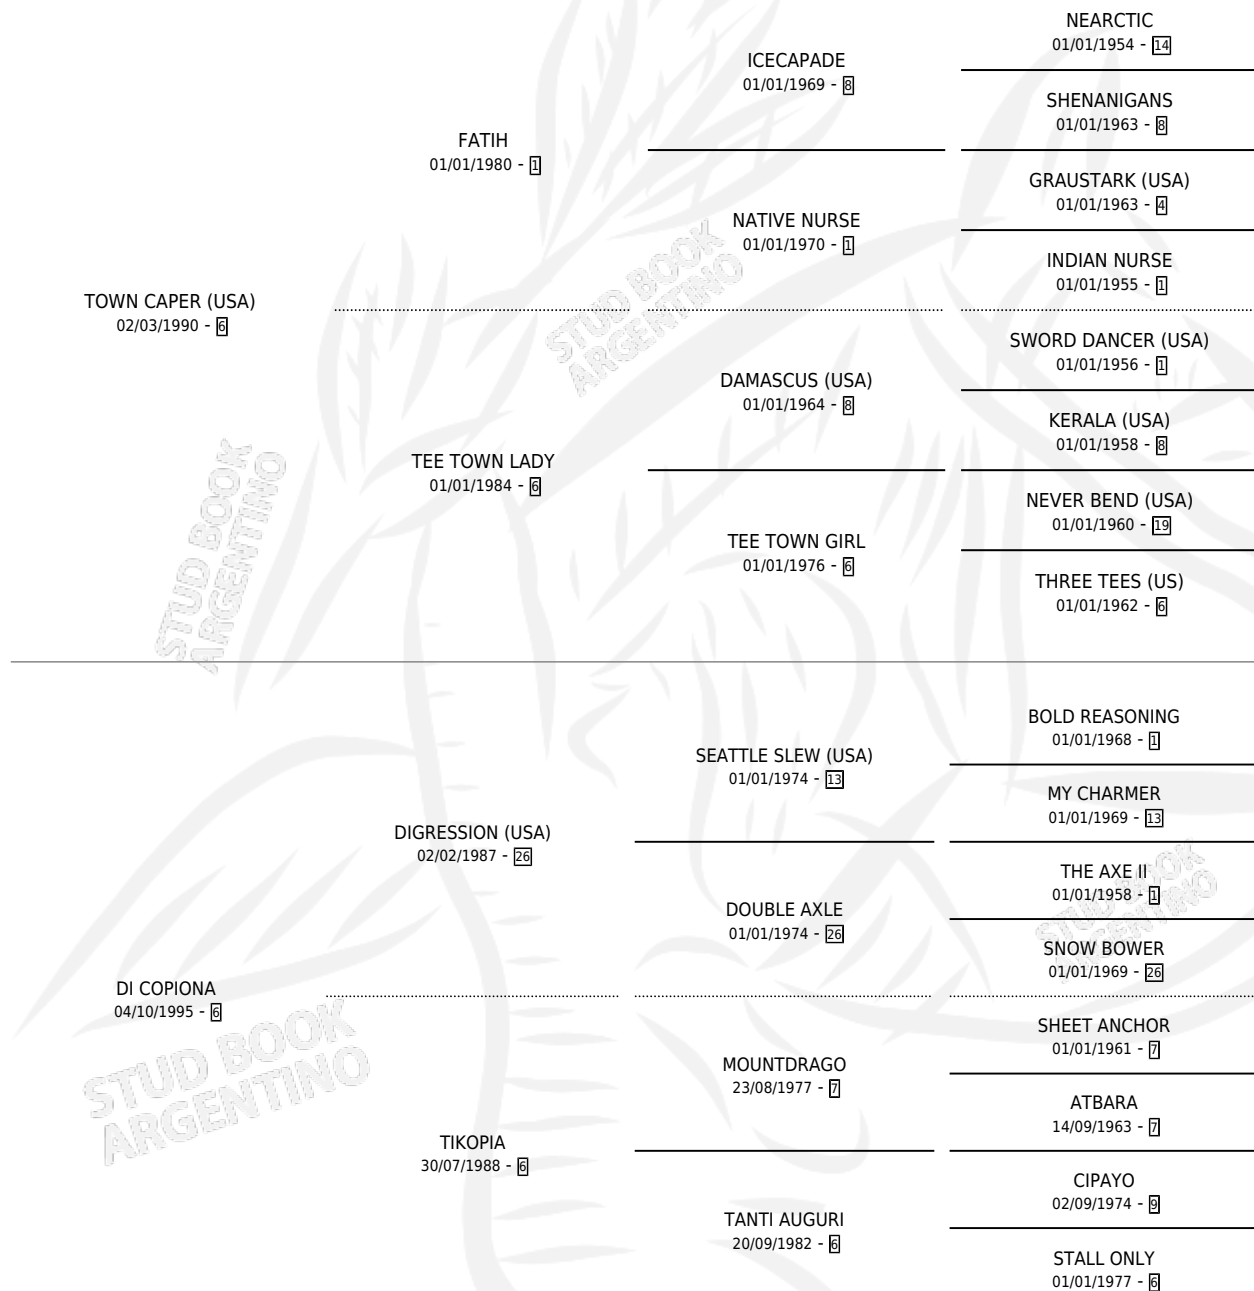 NEARCTIC
01/01/1954 - 14
ICECAPADE
01/01/1969 - 8
SHENANIGANS
01/01/1963 - 8
FATIH
01/01/1980 - 1
GRAUSTARK (USA)
01/01/1963 - 4
NATIVE NURSE
01/01/1970 - 1
INDIAN NURSE
01/01/1955 - 1
TOWN CAPER (USA)
02/03/1990 - 6
STUD BOOK
ARGENTINO
SWORD DANCER (USA)
01/01/1956 - 1
DAMASCUS (USA)
01/01/1964 - 8
KERALA (USA)
01/01/1958 - 8
TEE TOWN LADY
01/01/1984 - 6
NEVER BEND (USA)
01/01/1960 - 19
TEE TOWN GIRL
01/01/1976 - 6
THREE TEES (US)
01/01/1962 - 6
STUD BOOK
ARGENTINO
BOLD REASONING
01/01/1968 - 1
SEATTLE SLEW (USA)
01/01/1974 - 13
MY CHARMER
01/01/1969 - 13
DIGRESSION (USA)
02/02/1987 - 26
THE AXE II
01/01/1958 - 1
DOUBLE AXLE
01/01/1974 - 26
STUD BOOK
ARGENTINO
SNOW BOWER
01/01/1969 - 26
DI COPIONA
04/10/1995 - 6
STUD BOOK
ARGENTINO
SHEET ANCHOR
01/01/1961 - 7
MOUNTDRAGO
23/08/1977 - 7
ATBARA
14/09/1963 - 7
TIKOPIA
30/07/1988 - 6
CIPAYO
02/09/1974 - 9
TANTI AUGURI
20/09/1982 - 6
STALL ONLY
01/01/1977 - 6